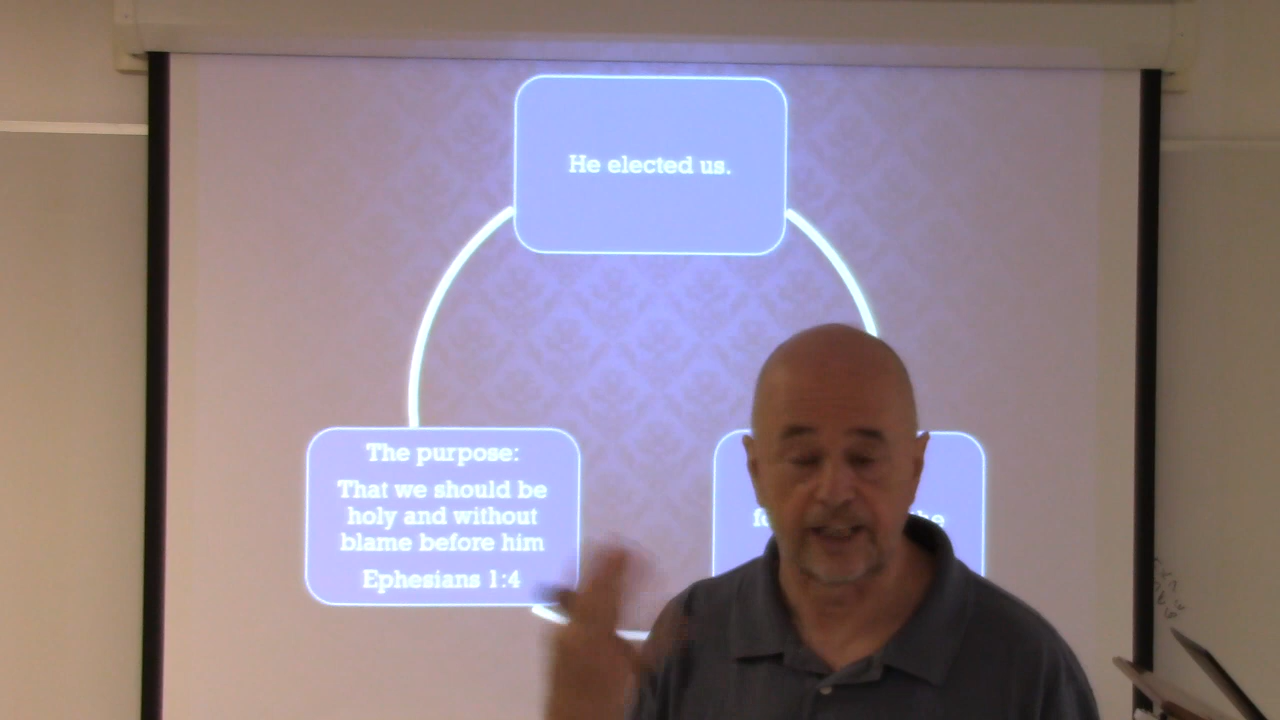 He elected us.
The purpose:
That we should be
holy and without
blame before him
Ephesians 1:4